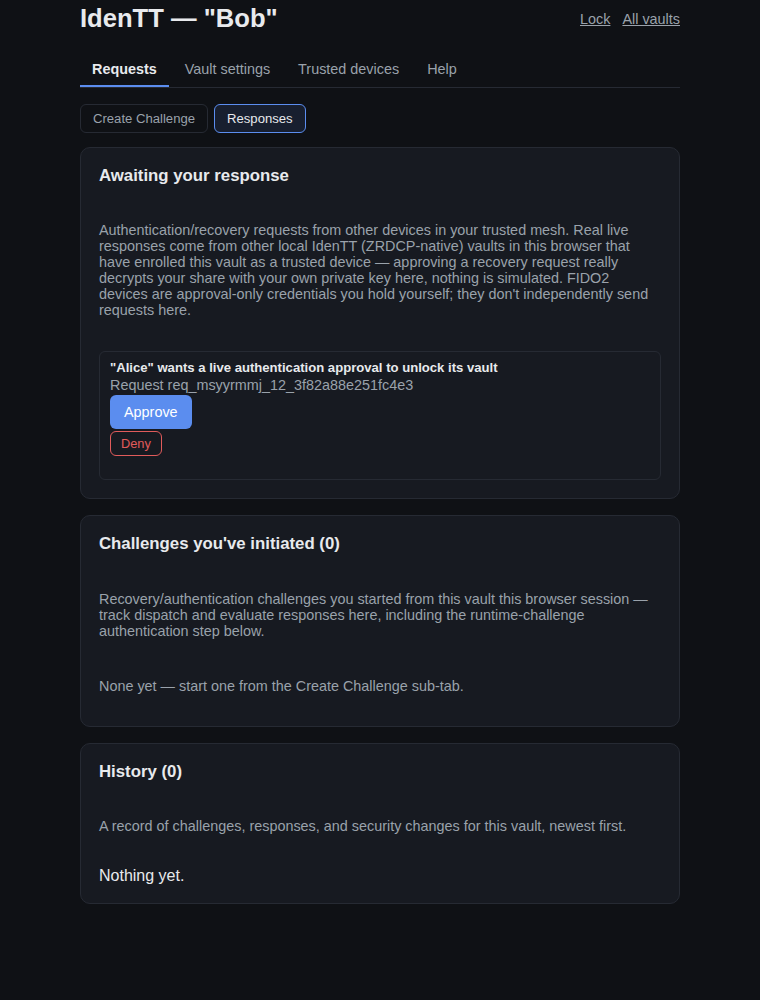 IdenTT — "Bob"
Lock All vaults
Requests Vault settings Trusted devices Help
Create Challenge Responses
Awaiting your response
Authentication/recovery requests from other devices in your trusted mesh. Real live
responses come from other local IdenTT (ZRDCP-native) vaults in this browser that
have enrolled this vault as a trusted device — approving a recovery request really
decrypts your share with your own private key here, nothing is simulated. FIDO2
devices are approval-only credentials you hold yourself; they don't independently send
requests here.
"Alice" wants a live authentication approval to unlock its vault
Request req_msyyrmmj_12_3f82a88e251fc4e3
Approve
Deny
Challenges you've initiated (0)
Recovery/authentication challenges you started from this vault this browser session —
track dispatch and evaluate responses here, including the runtime-challenge
authentication step below.
None yet — start one from the Create Challenge sub-tab.
History (0)
A record of challenges, responses, and security changes for this vault, newest first.
Nothing yet.